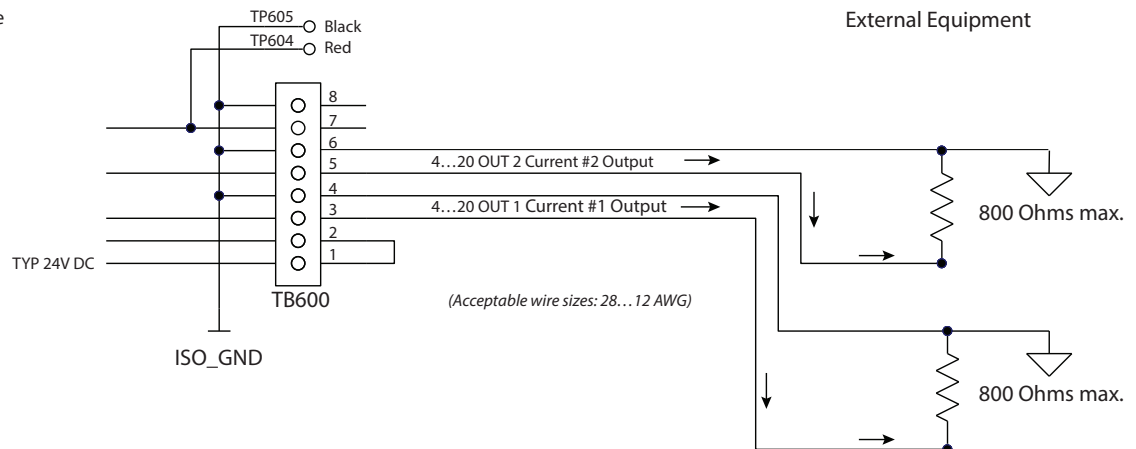 e
External Equipment
TP605
Black
TP604
Red
8
7
6
5
4…20 OUT 2 Current #2 Output
4
3
4…20 OUT 1 Current #1 Output
2
1
TYP 24V DC
TB600
(Acceptable wire sizes: 28…12 AWG)
ISO_GND
800 Ohms max.
800 Ohms max.